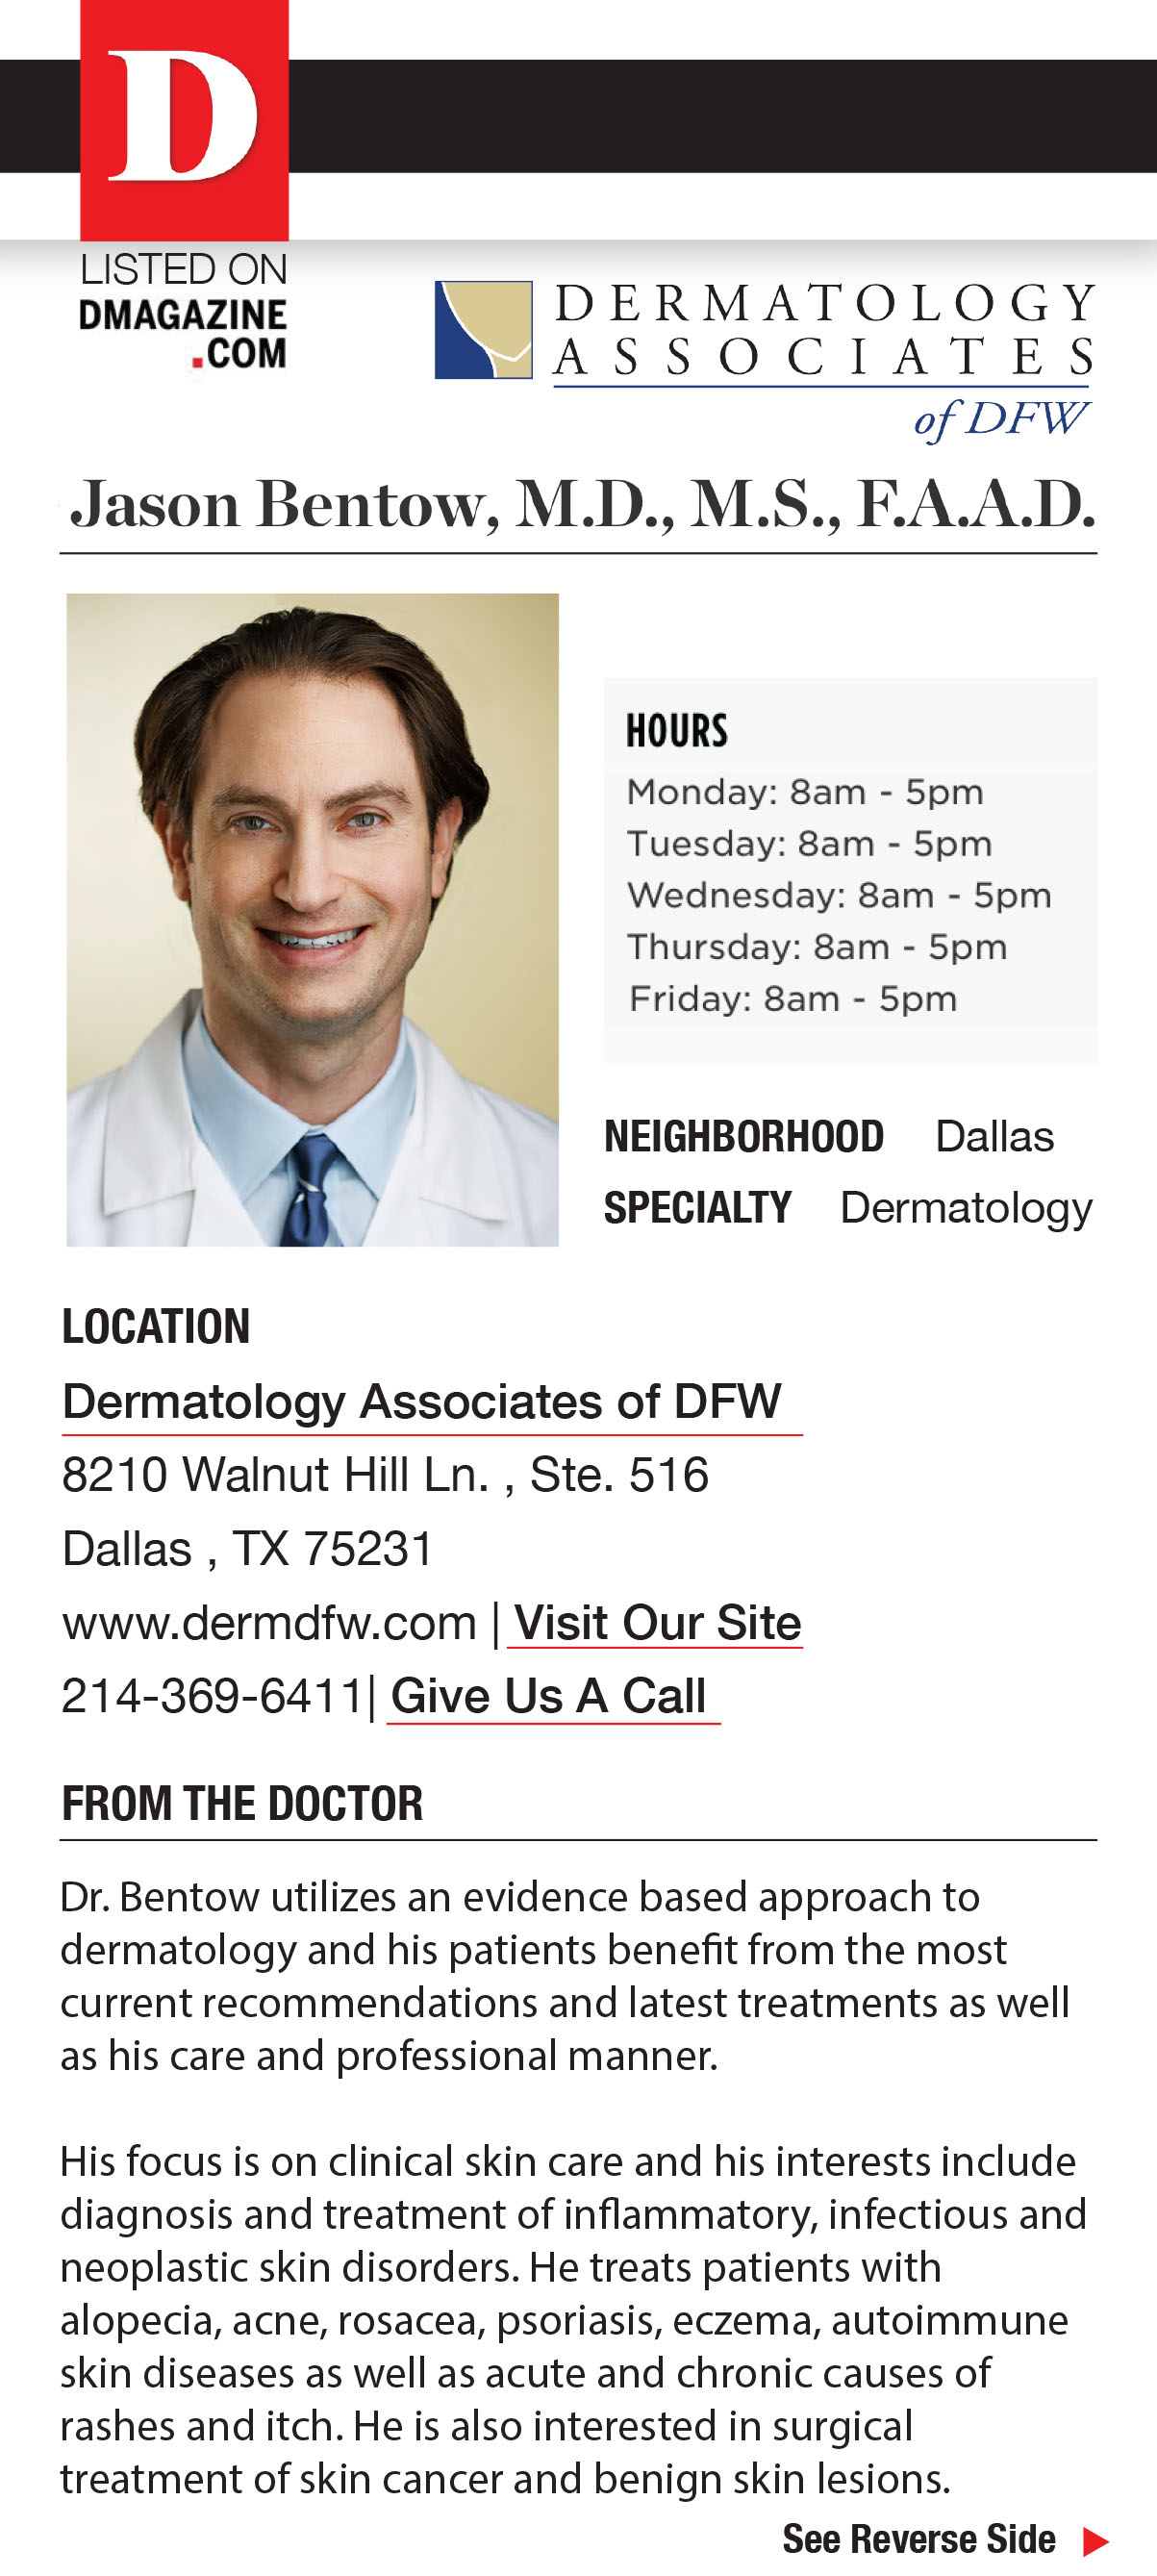 D
LISTED ON
DMAGAZINE
.COM
DERMATOLOGY
ASSOCIATES
of DFW
Jason Bentow, M.D., M.S., F.A.A.D.
HOURS
Monday: 8am - 5pm
Tuesday: 8am - 5pm
Wednesday: 8am - 5pm
Thursday: 8am - 5pm
Friday: 8am - 5pm
NEIGHBORHOOD Dallas
SPECIALTY Dermatology
LOCATION
Dermatology Associates of DFW
8210 Walnut Hill Ln. , Ste. 516
Dallas , TX 75231
www.dermdfw.com | Visit Our Site
214-369-6411| Give Us A Call
FROM THE DOCTOR
Dr. Bentow utilizes an evidence based approach to
dermatology and his patients benefit from the most
current recommendations and latest treatments as well
as his care and professional manner.
His focus is on clinical skin care and his interests include
diagnosis and treatment of inflammatory, infectious and
neoplastic skin disorders. He treats patients with
alopecia, acne, rosacea, psoriasis, eczema, autoimmune
skin diseases as well as acute and chronic causes of
rashes and itch. He is also interested in surgical
treatment of skin cancer and benign skin lesions.
See Reverse Side